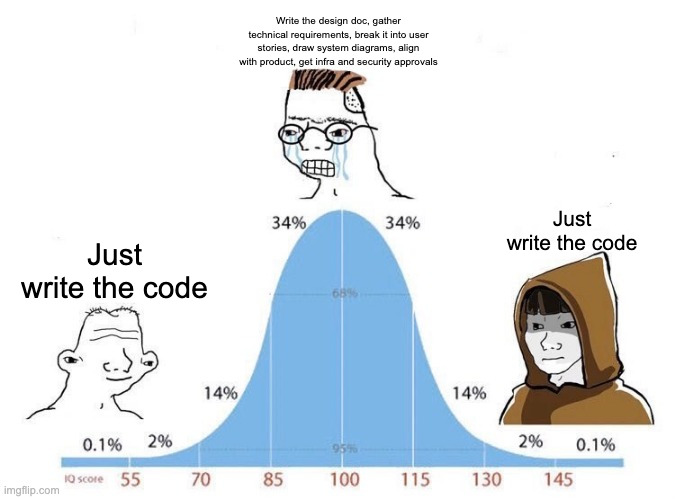 Write the design doc, gather
technical requirements, break it into user
stories, draw system diagrams, align
with product, get infra and security approvals
Just
write the code
Just
write the code
34% 34%
68%
14% 14%
95%
0.1% 2% 2% 0.1%
IQ score 55 70 85 100 115 130 145
imgflip.com